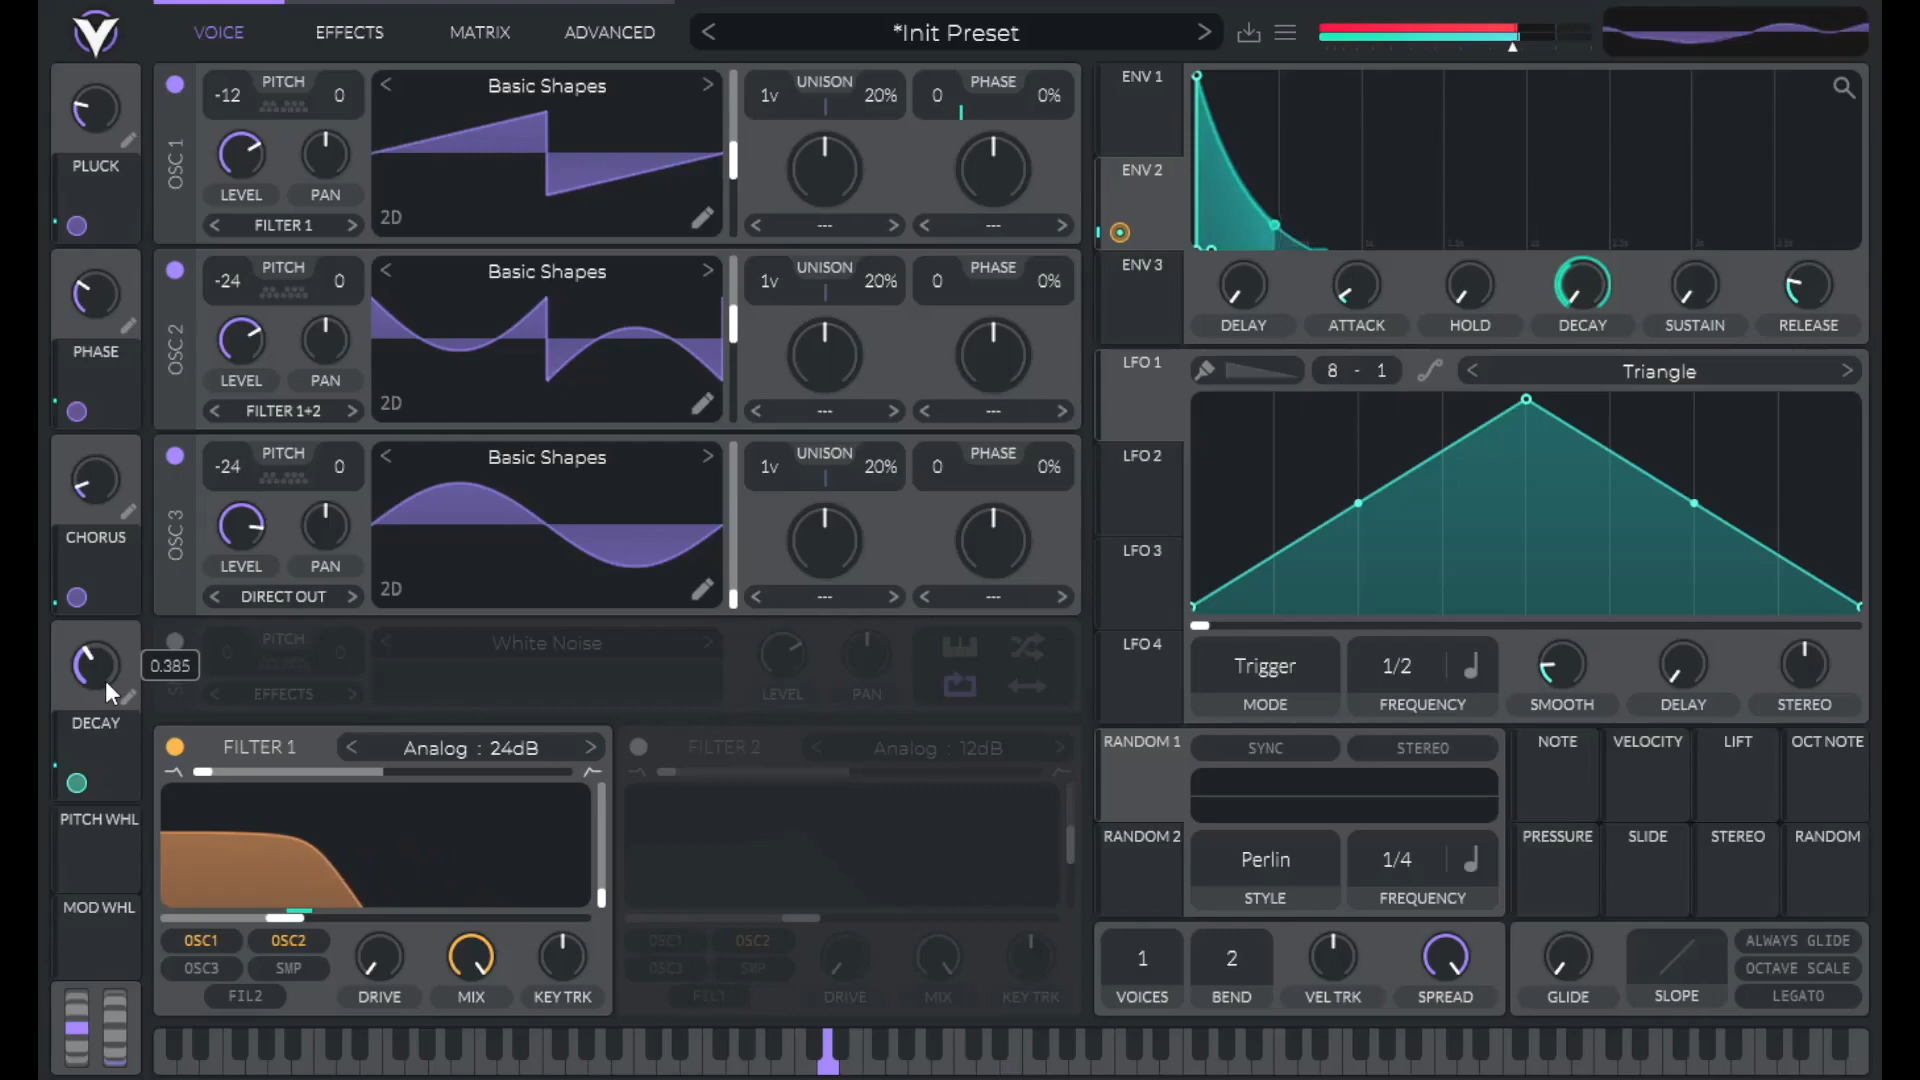 VOICE EFFECTS MATRIX ADVANCED *Init Preset
PLUCK
PHASE
CHORUS
DECAY
0.385
PITCH WHL
MOD WHL
OSC 1
-12 PITCH 0
LEVEL PAN
FILTER 1
Basic Shapes
2D
1v UNISON 20%
---
0 PHASE 0%
---
OSC 2
-24 PITCH 0
LEVEL PAN
FILTER 1+2
Basic Shapes
2D
1v UNISON 20%
---
0 PHASE 0%
---
OSC 3
-24 PITCH 0
LEVEL PAN
DIRECT OUT
Basic Shapes
2D
1v UNISON 20%
---
0 PHASE 0%
---
0 PITCH 0
EFFECTS
White Noise
LEVEL PAN
FILTER 1 Analog : 24dB
OSC1 OSC2
OSC3 SMP
FIL2
DRIVE MIX KEY TRK
FILTER 2 Analog : 12dB
OSC1 OSC2
OSC3 SMP
FIL1
DRIVE MIX KEY TRK
ENV 1
ENV 2
ENV 3
DELAY ATTACK HOLD DECAY SUSTAIN RELEASE
LFO 1
LFO 2
LFO 3
LFO 4
8 - 1 Triangle
Trigger 1/2
MODE FREQUENCY SMOOTH DELAY STEREO
RANDOM 1
RANDOM 2
SYNC STEREO
Perlin 1/4
STYLE FREQUENCY
NOTE VELOCITY LIFT OCT NOTE
PRESSURE SLIDE STEREO RANDOM
1 2
VOICES BEND VEL TRK SPREAD
GLIDE SLOPE
ALWAYS GLIDE
OCTAVE SCALE
LEGATO